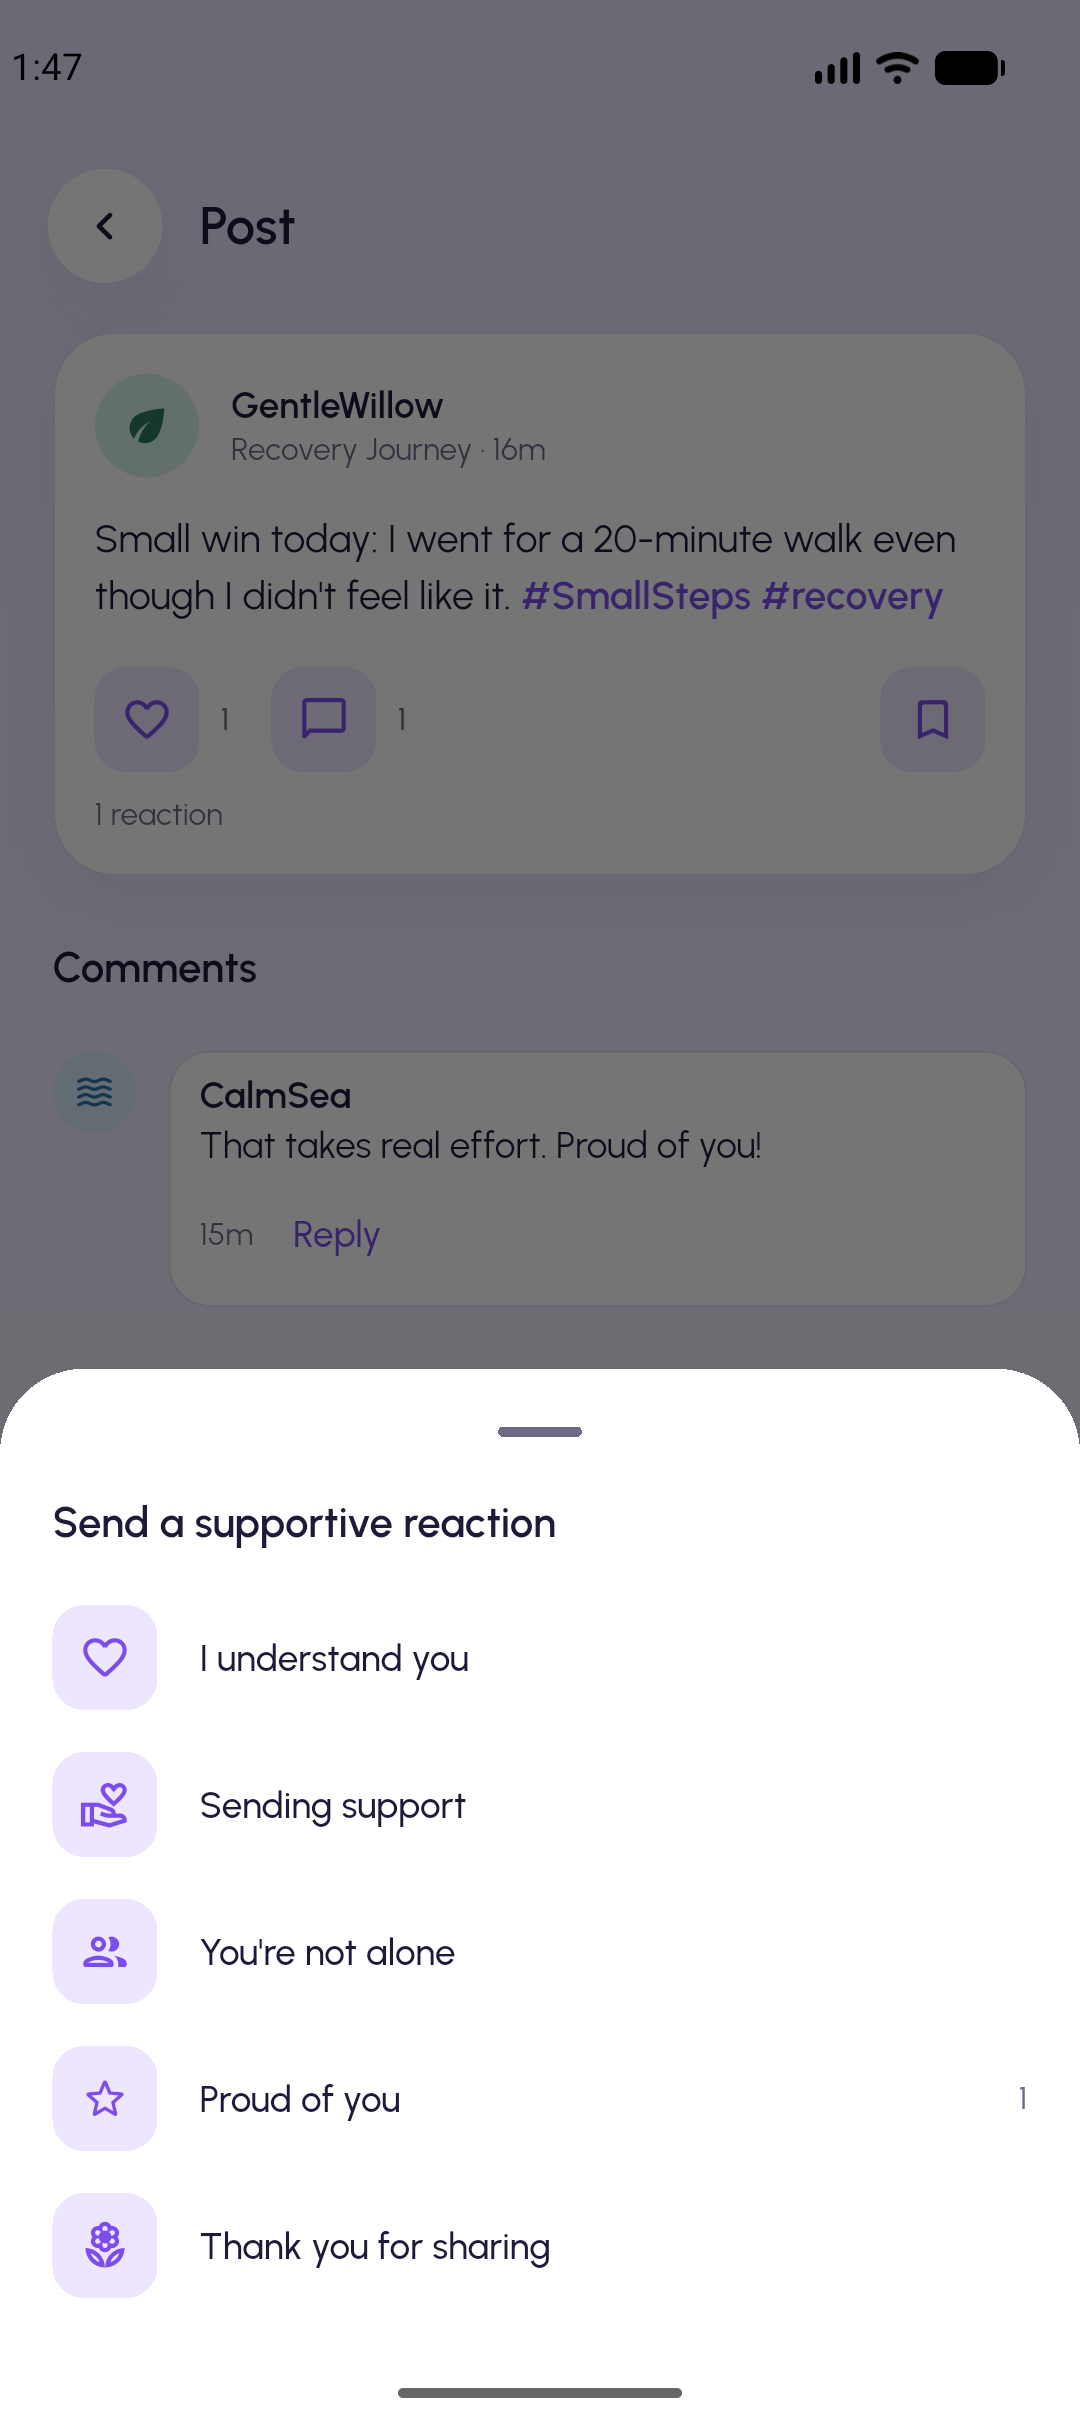 1:47
Post
GentleWillow
Recovery Journey · 16m
Small win today: I went for a 20-minute walk even
though I didn't feel like it. #SmallSteps #recovery
1 1
1 reaction
Comments
CalmSea
That takes real effort. Proud of you!
15m Reply
Send a supportive reaction
I understand you
Sending support
You're not alone
Proud of you 1
Thank you for sharing